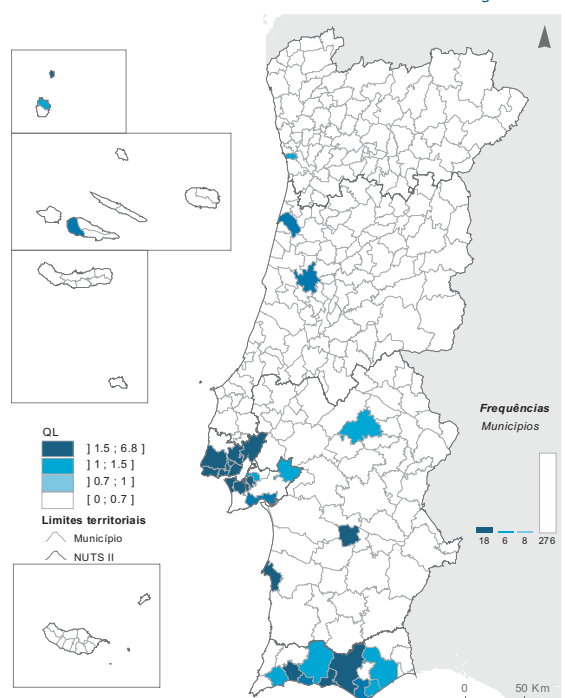 Frequências
Municípios
18 6 8 276
QL
] 1.5 ; 6.8 ]
] 1 ; 1.5 ]
] 0.7 ; 1 ]
[ 0 ; 0.7 ]
Limites territoriais
Município
NUTS II
0 50 Km